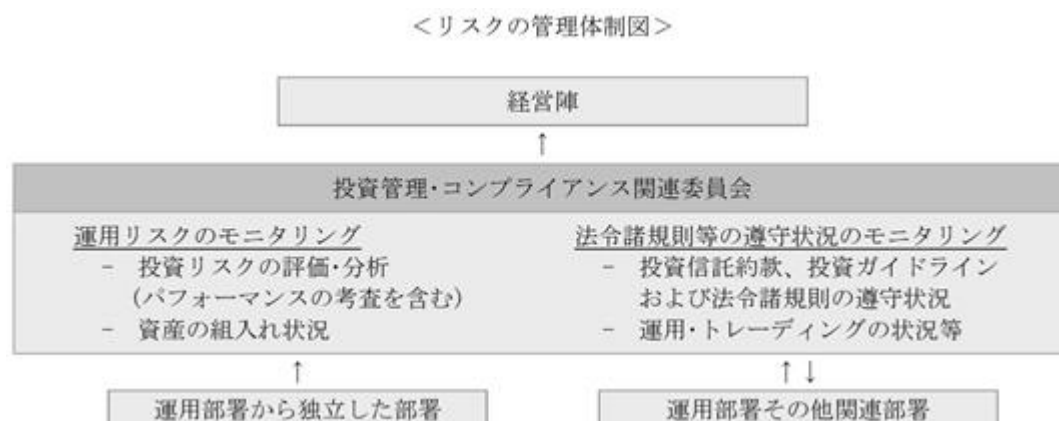 ＜リスクの管理体制図＞
経営陣
↑
投資管理･コンプライアンス関連委員会
運用リスクのモニタリング
− 投資リスクの評価･分析
(パフォーマンスの考査を含む)
− 資産の組入れ状況
法令諸規則等の遵守状況のモニタリング
− 投資信託約款、投資ガイドライン
および法令諸規則の遵守状況
− 運用･トレーディングの状況等
↑
↑↓
運用部署から独立した部署
運用部署その他関連部署